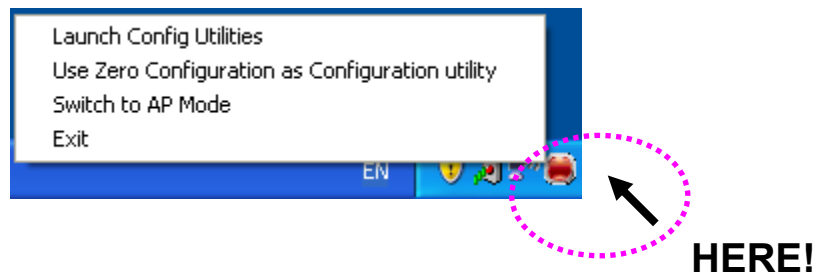 Launch Config Utilities
Use Zero Configuration as Configuration utility
Switch to AP Mode
Exit
EN
HERE!